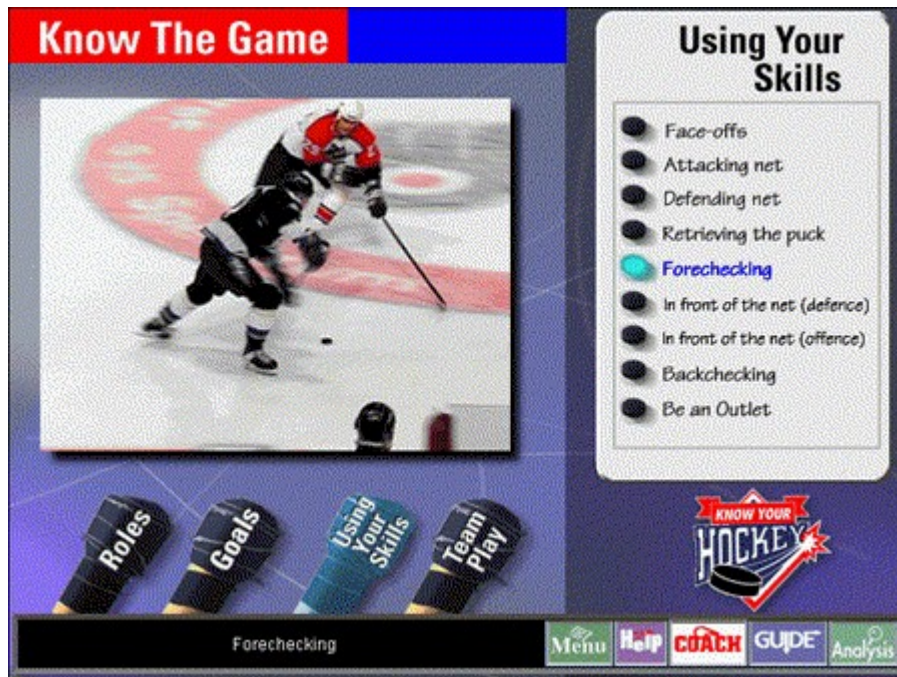 Know The Game
Using Your
Skills
Face-offs
Attacking net
Defending net
Retrieving the puck
Forechecking
In front of the net (defence)
In front of the net (offence)
Backchecking
Be an Outlet
Roles
Goals
Using
Your
Skills
Team
Play
KNOW YOUR
HOCKEY
Forechecking
Menu
Help
COACH
GUIDE
Analysis